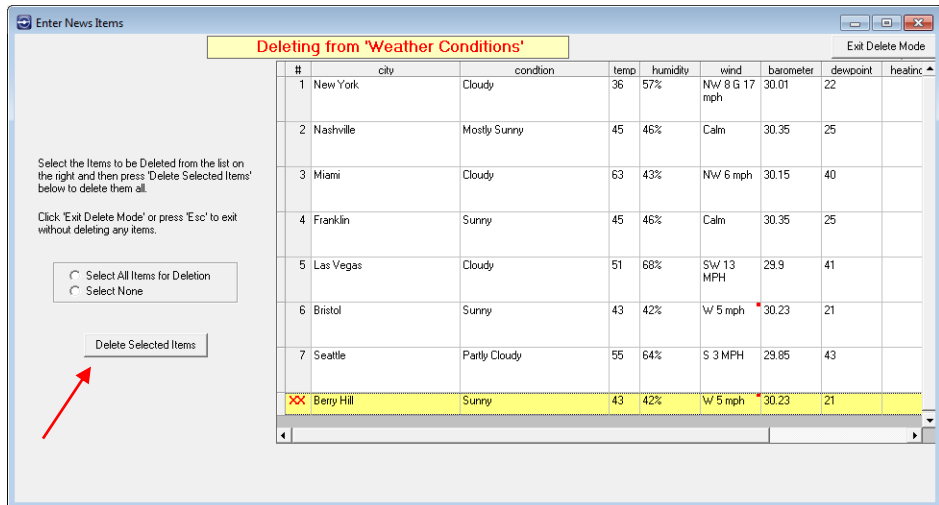 Enter News Items
Deleting from 'Weather Conditions'
Exit Delete Mode
# city condtion temp humidity wind barometer dewpoint heating
1 New York Cloudy 36 57% NW 8 G 17 30.01 22
mph
2 Nashville Mostly Sunny 45 46% Calm 30.35 25
3 Miami Cloudy 63 43% NW 6 mph 30.15 40
4 Franklin Sunny 45 46% Calm 30.35 25
5 Las Vegas Cloudy 51 68% SW 13 29.9 41
MPH
6 Bristol Sunny 43 42% W 5 mph 30.23 21
7 Seattle Partly Cloudy 55 64% S 3 MPH 29.85 43
XX Berry Hill Sunny 43 42% W 5 mph 30.23 21
Select the Items to be Deleted from the list on
the right and then press 'Delete Selected Items'
below to delete them all.
Click 'Exit Delete Mode' or press 'Esc' to exit
without deleting any items.
Select All Items for Deletion
Select None
Delete Selected Items